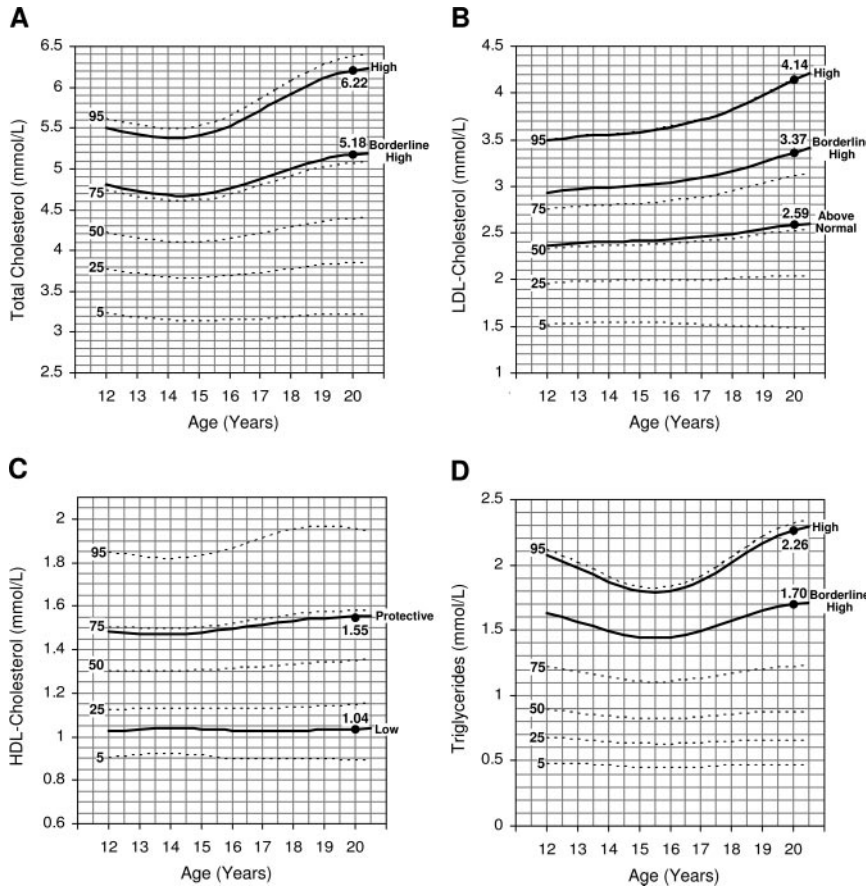 A
Total Cholesterol (mmol/L)
6.5
6
5.5
5
4.5
4
3.5
3
2.5
95
75
50
25
5
High
6.22
5.18
Borderline
High
12 13 14 15 16 17 18 19 20
Age (Years)
B
LDL-Cholesterol (mmol/L)
4.5
4
3.5
3
2.5
2
1.5
1
95
75
50
25
5
4.14
High
3.37
Borderline
High
2.59
Above
Normal
12 13 14 15 16 17 18 19 20
Age (Years)
C
HDL-Cholesterol (mmol/L)
2
1.8
1.6
1.4
1.2
1
0.8
0.6
95
75
50
25
5
Protective
1.55
1.04
Low
12 13 14 15 16 17 18 19 20
Age (Years)
D
Triglycerides (mmol/L)
2.5
2
1.5
1
0.5
0
95
75
50
25
5
High
2.26
1.70
Borderline
High
12 13 14 15 16 17 18 19 20
Age (Years)